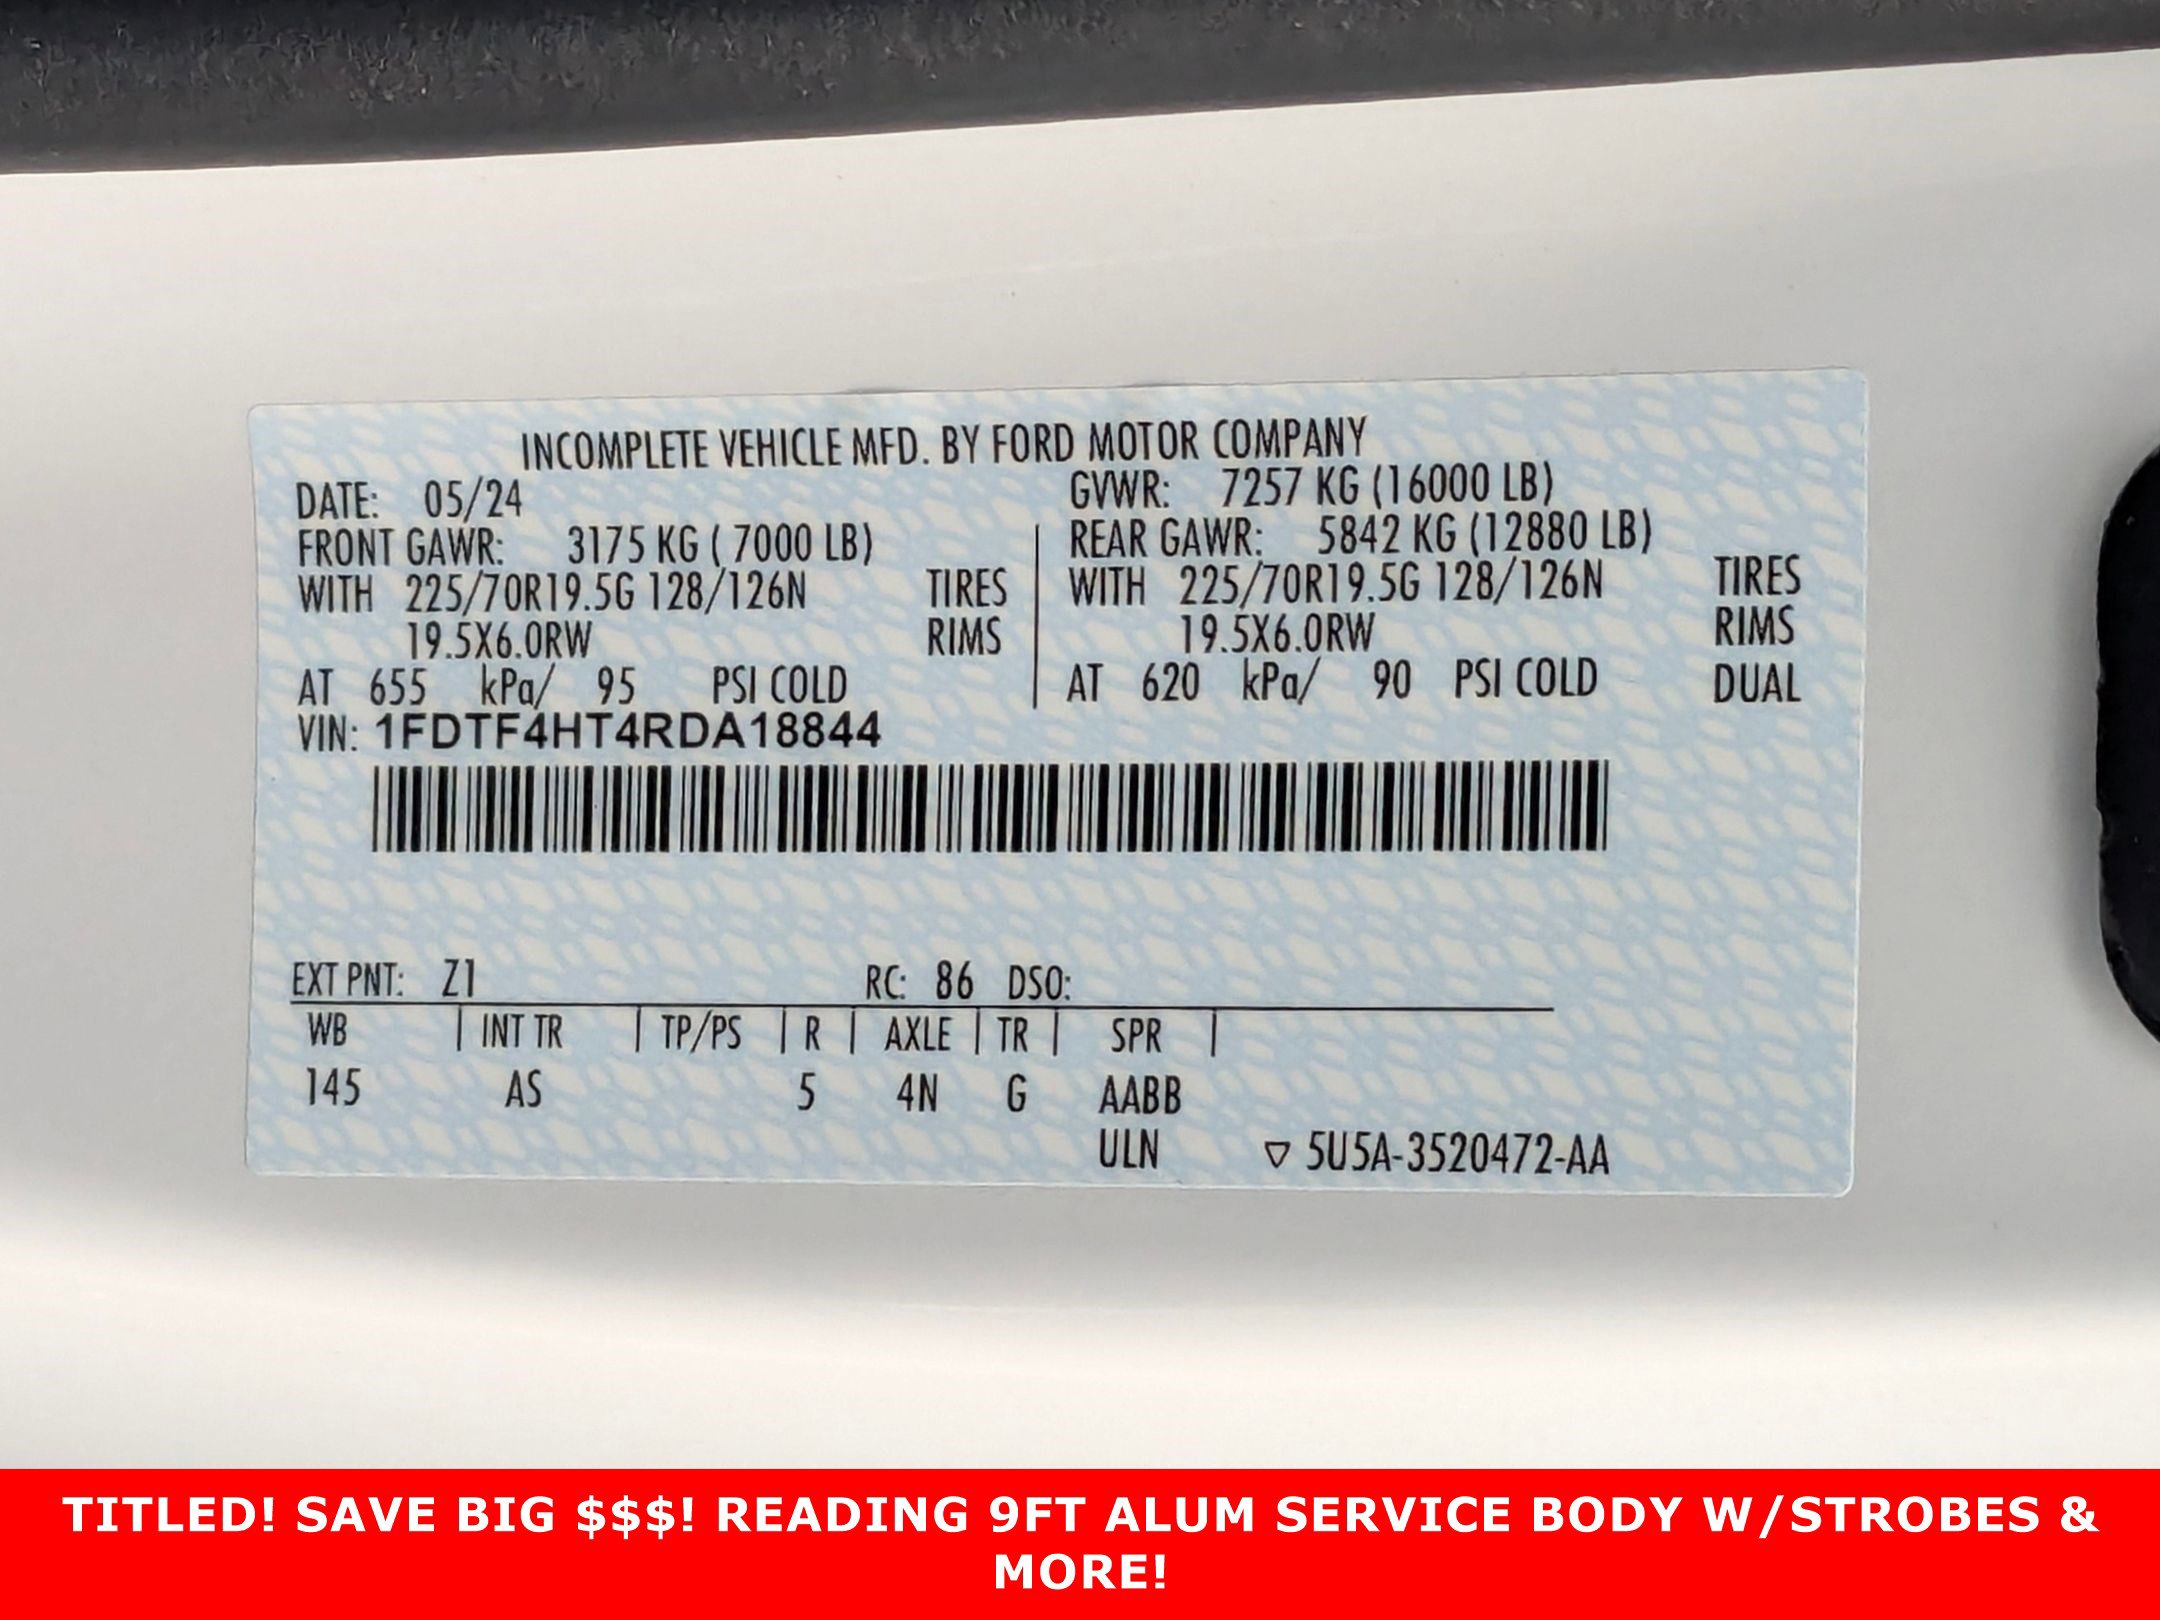 INCOMPLETE VEHICLE MFD. BY FORD MOTOR COMPANY
DATE: 05/24 GVWR: 7257 KG (16000 LB)
FRONT GAWR: 3175 KG ( 7000 LB) REAR GAWR: 5842 KG (12880 LB)
WITH 225/70R19.5G 128/126N TIRES WITH 225/70R19.5G 128/126N TIRES
19.5X6.0RW RIMS 19.5X6.0RW RIMS
AT 655 kPa/ 95 PSI COLD AT 620 kPa/ 90 PSI COLD DUAL
VIN: 1FDTF4HT4RDA18844
EXT PNT: Z1 RC: 86 DSO:
WB | INT TR | TP/PS | R | AXLE | TR | SPR |
145 AS 5 4N G AABB
ULN ▽ 5U5A-3520472-AA
TITLED! SAVE BIG $$$! READING 9FT ALUM SERVICE BODY W/STROBES &
MORE!